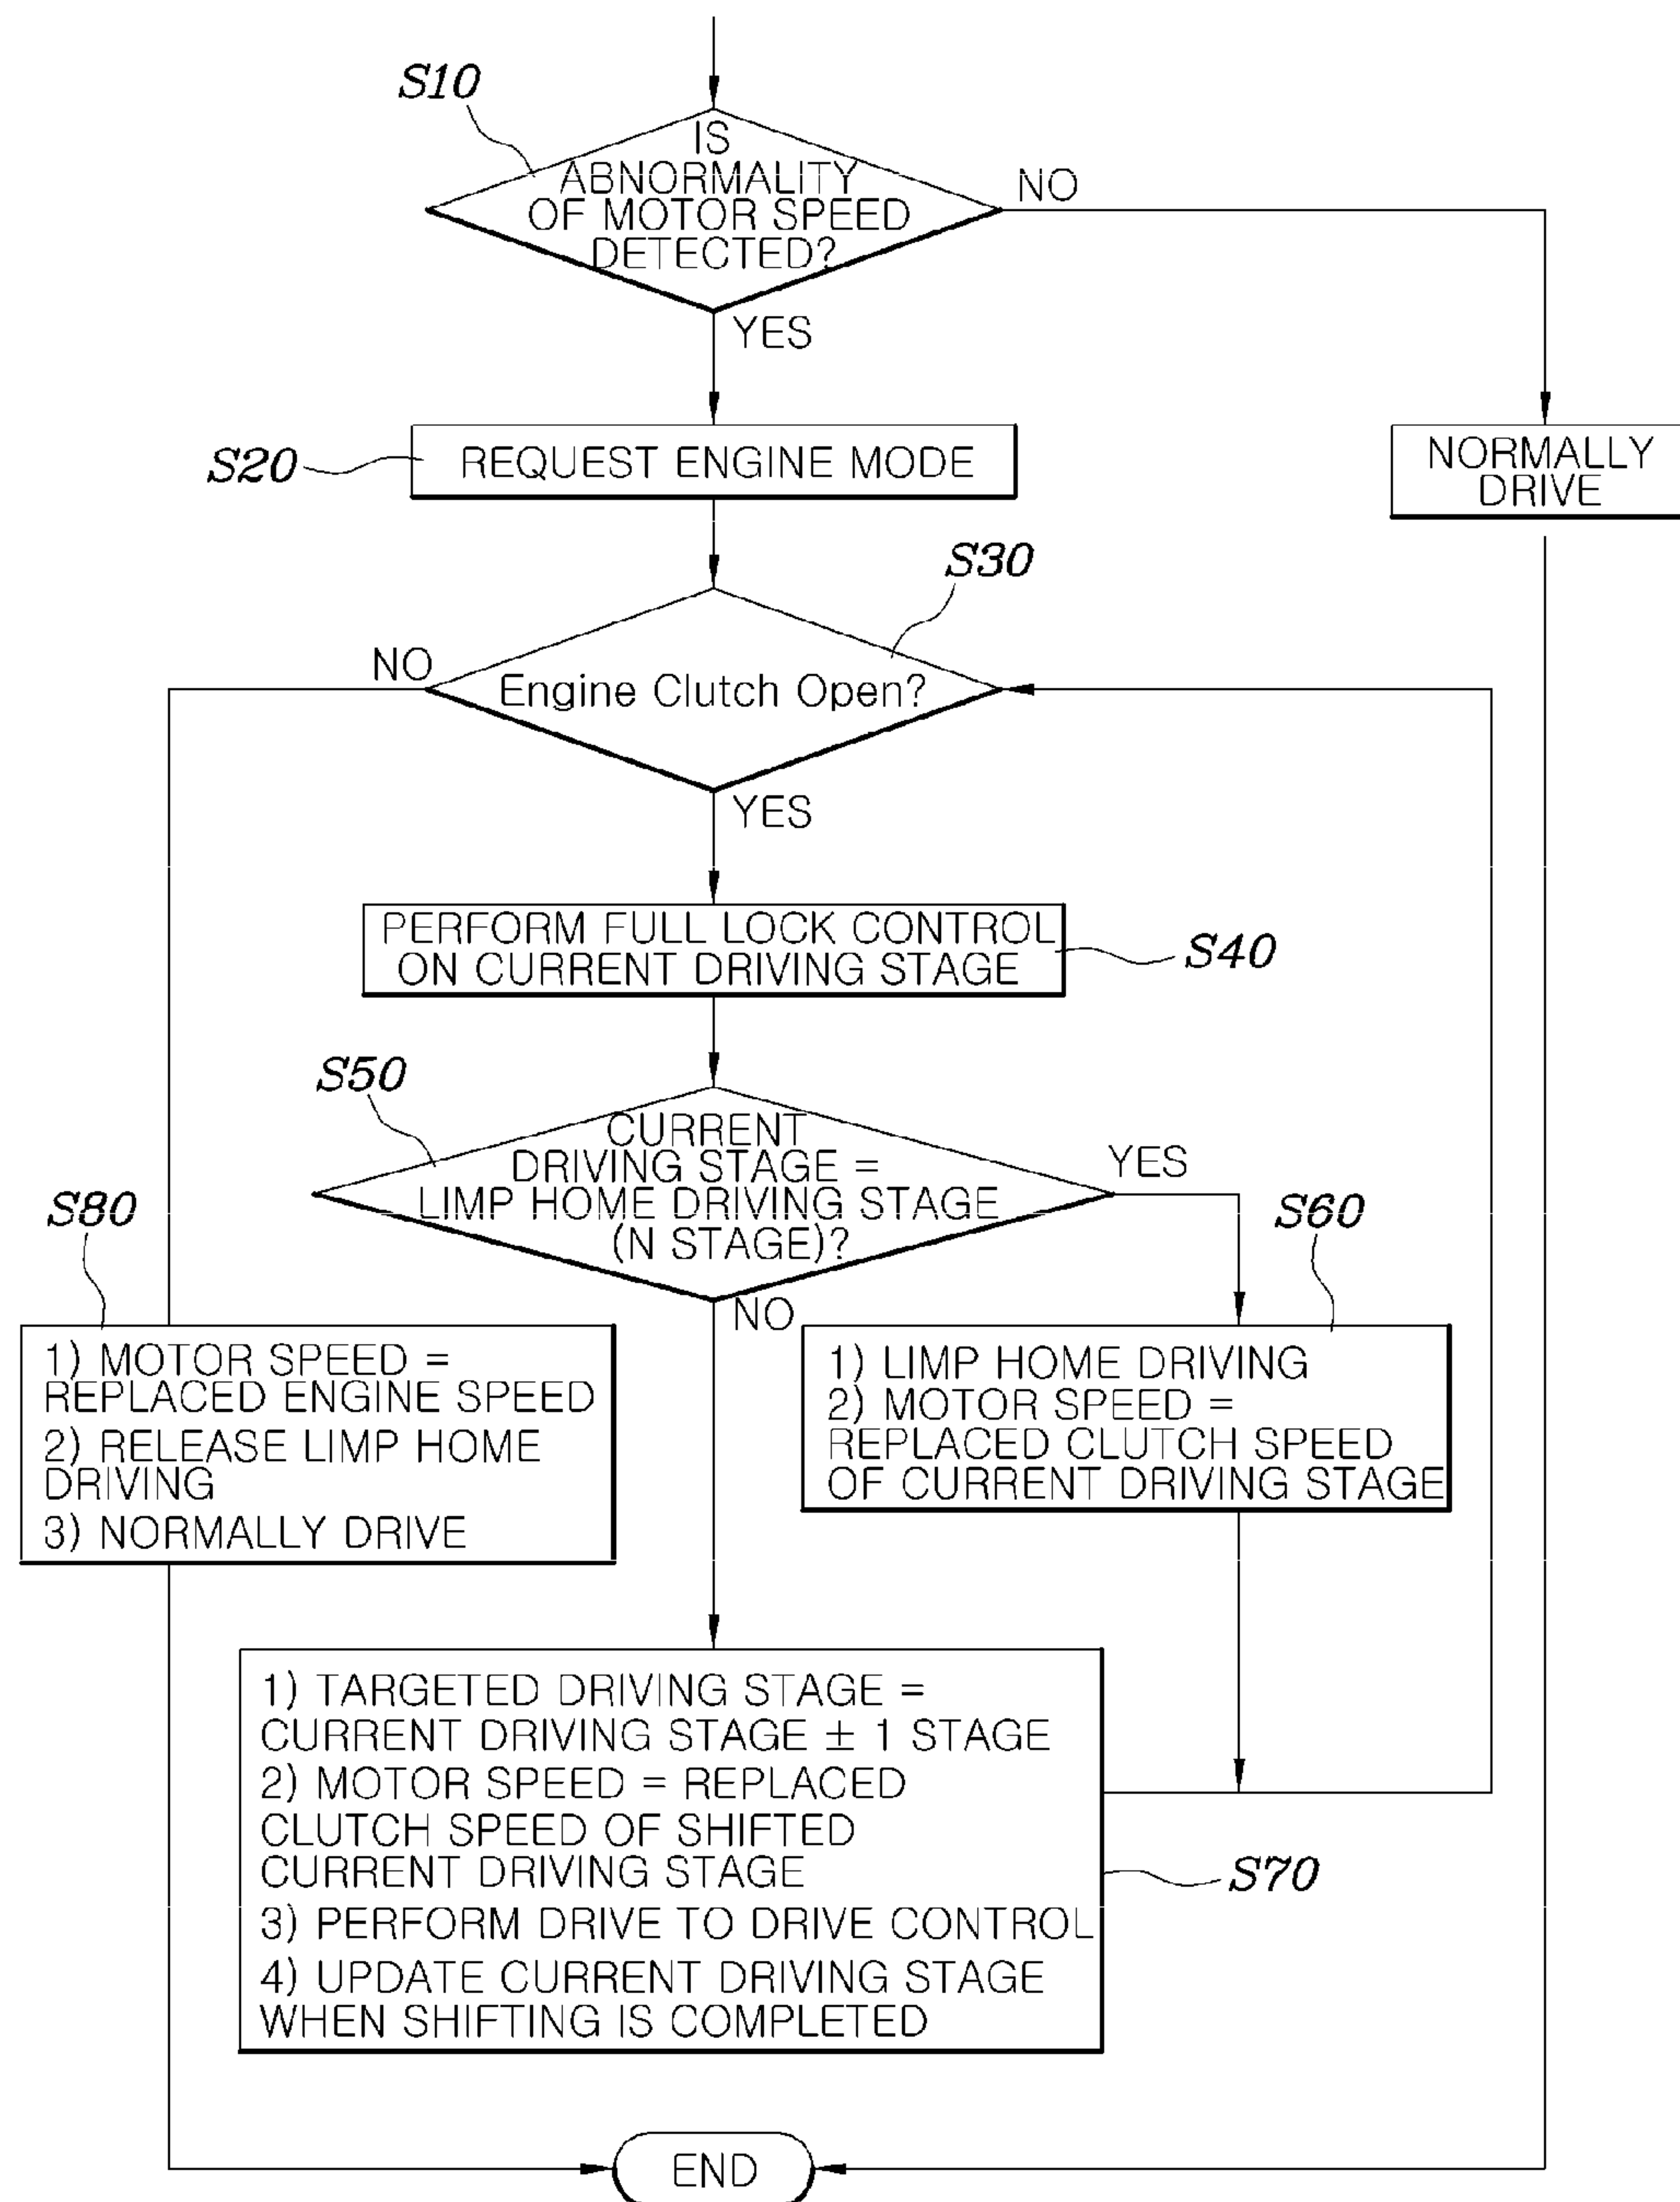 S10
IS
ABNORMALITY
OF MOTOR SPEED
DETECTED?
NO
YES
S20
REQUEST ENGINE MODE
NORMALLY
DRIVE
S30
NO
Engine Clutch Open?
YES
PERFORM FULL LOCK CONTROL
ON CURRENT DRIVING STAGE
S40
S50
CURRENT
DRIVING STAGE =
LIMP HOME DRIVING STAGE
(N STAGE)?
YES
NO
S80
1) MOTOR SPEED =
REPLACED ENGINE SPEED
2) RELEASE LIMP HOME
DRIVING
3) NORMALLY DRIVE
S60
1) LIMP HOME DRIVING
2) MOTOR SPEED =
REPLACED CLUTCH SPEED
OF CURRENT DRIVING STAGE
1) TARGETED DRIVING STAGE =
CURRENT DRIVING STAGE ± 1 STAGE
2) MOTOR SPEED = REPLACED
CLUTCH SPEED OF SHIFTED
CURRENT DRIVING STAGE
3) PERFORM DRIVE TO DRIVE CONTROL
4) UPDATE CURRENT DRIVING STAGE
WHEN SHIFTING IS COMPLETED
S70
END